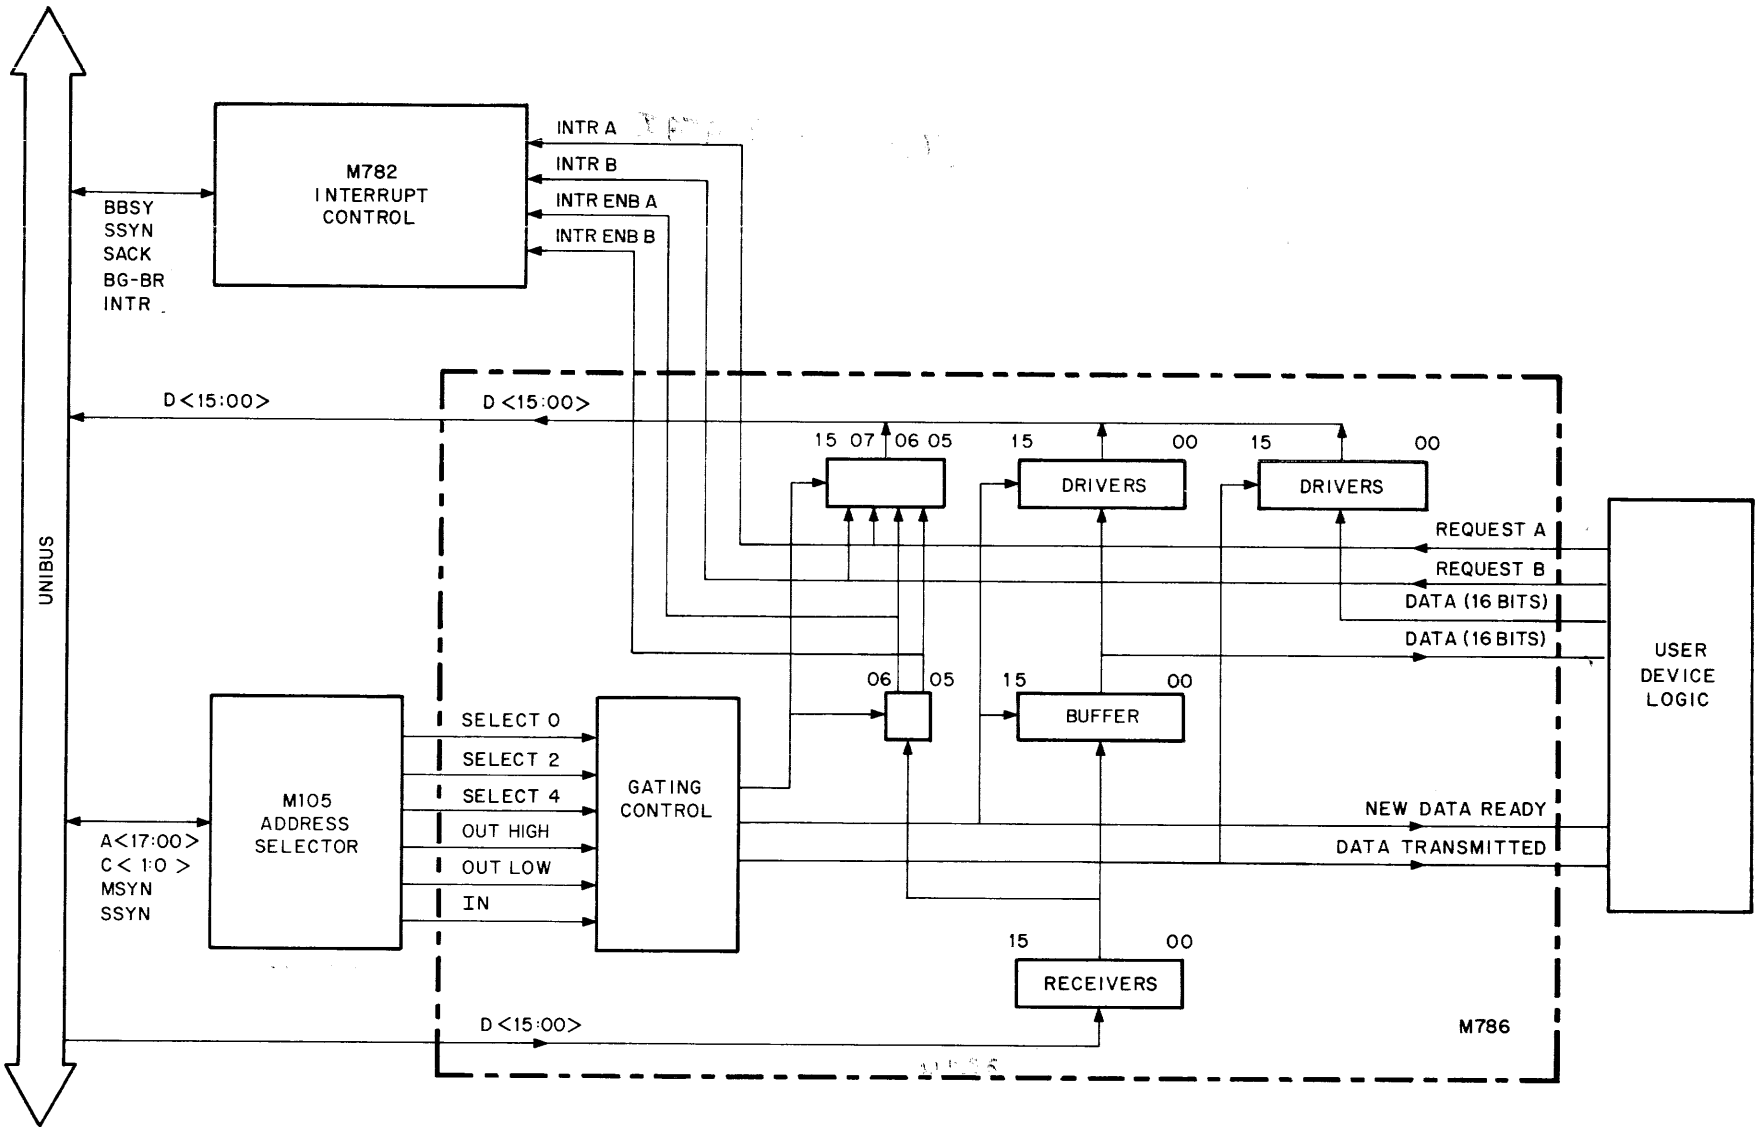 INTR A
INTR B
INTR ENB A
INTR ENB B
M782
INTERRUPT
CONTROL
BBSY
SSYN
SACK
BG-BR
INTR
UNIBUS
D<15:00>
D<15:00>
15 07 06 05
15 00
DRIVERS
15 00
DRIVERS
REQUEST A
REQUEST B
DATA (16 BITS)
DATA (16 BITS)
USER
DEVICE
LOGIC
06 05
15 00
BUFFER
M105
ADDRESS
SELECTOR
A<17:00>
C< 1:0 >
MSYN
SSYN
SELECT 0
SELECT 2
SELECT 4
OUT HIGH
OUT LOW
IN
GATING
CONTROL
NEW DATA READY
DATA TRANSMITTED
15 00
RECEIVERS
D<15:00>
M786